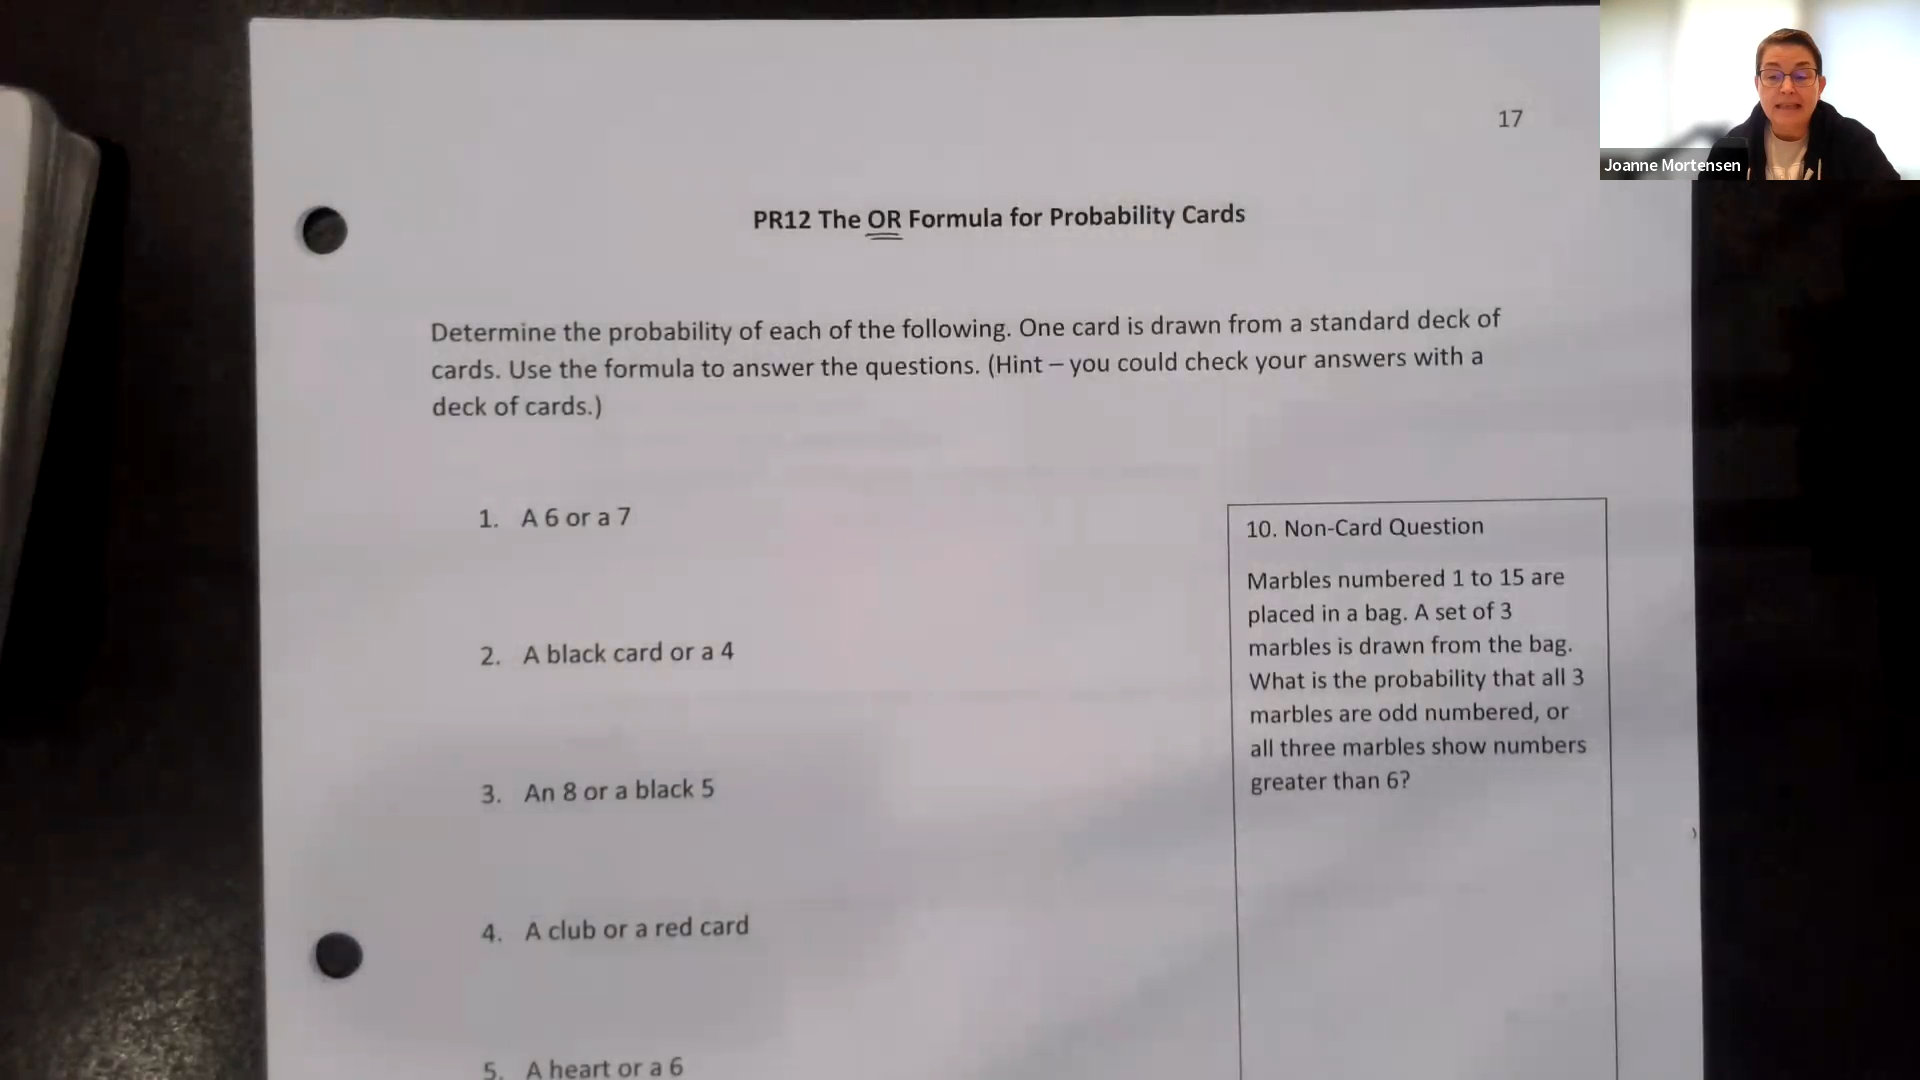 17
Joanne Mortensen
PR12 The OR Formula for Probability Cards
Determine the probability of each of the following. One card is drawn from a standard deck of
cards. Use the formula to answer the questions. (Hint – you could check your answers with a
deck of cards.)
1. A 6 or a 7
2. A black card or a 4
3. An 8 or a black 5
4. A club or a red card
5. A heart or a 6
10. Non-Card Question
Marbles numbered 1 to 15 are
placed in a bag. A set of 3
marbles is drawn from the bag.
What is the probability that all 3
marbles are odd numbered, or
all three marbles show numbers
greater than 6?